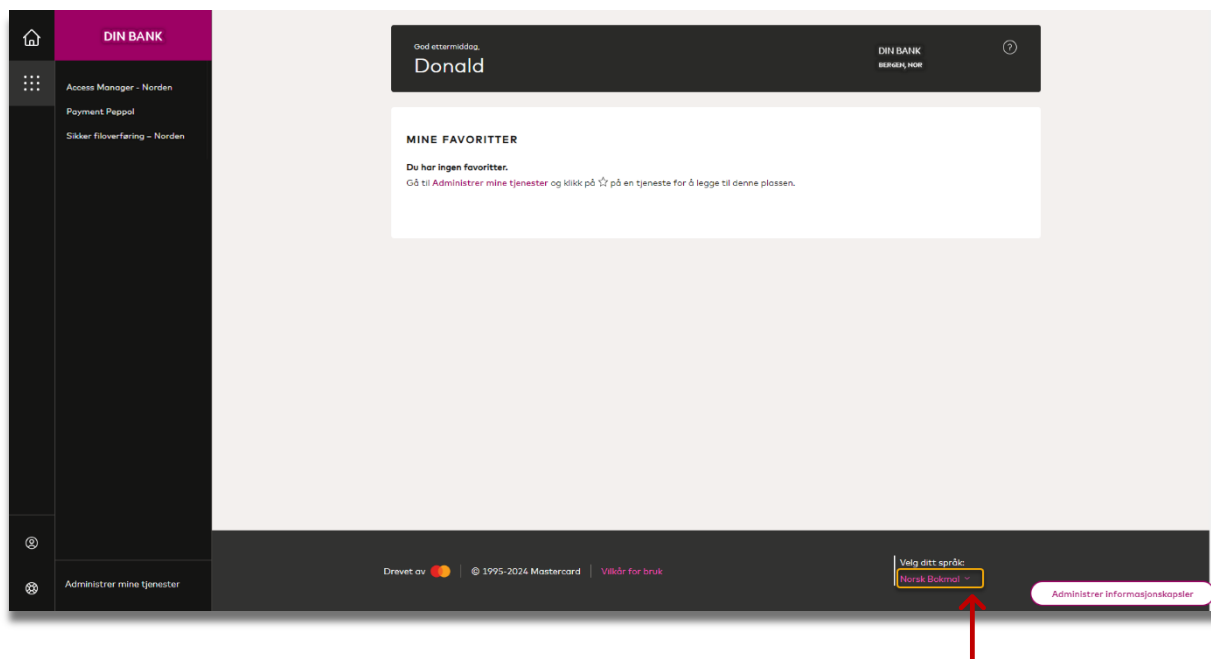 DIN BANK
Access Manager - Norden
Payment Peppol
Sikker filoverføring – Norden
Administrer mine tjenester
God ettermiddag,
Donald
DIN BANK
BERGEN, NOR
MINE FAVORITTER
Du har ingen favoritter.
Gå til Administrer mine tjenester og klikk på ☆ på en tjeneste for å legge til denne plassen.
Drevet av
© 1995-2024 Mastercard
Vilkår for bruk
Velg ditt språk:
Norsk Bokmal
Administrer informasjonskapsler